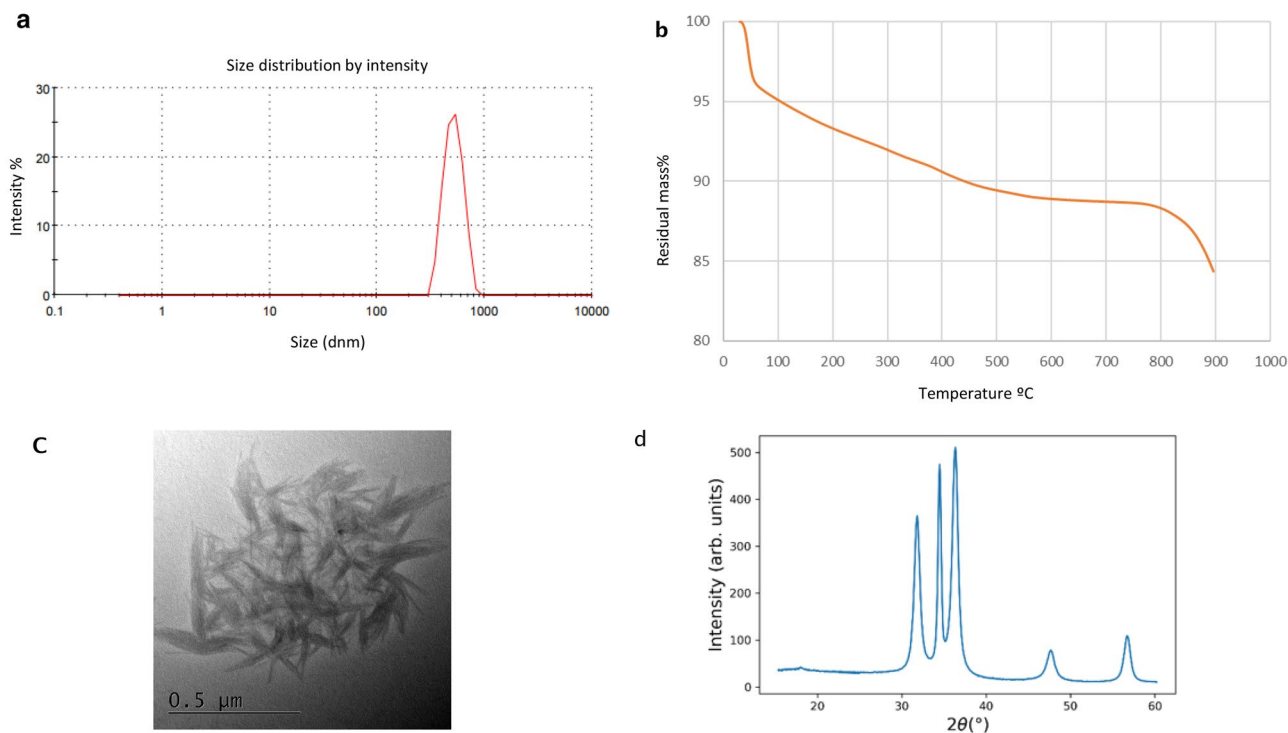 a
Size distribution by intensity
30
20
10
0
Intensity %
0.1 1 10 100 1000 10000
Size (dnm)
b
100
95
90
85
80
Residual mass%
0 100 200 300 400 500 600 700 800 900 1000
Temperature ºC
C
0.5 µm
d
500
400
300
200
100
0
Intensity (arb. units)
20 30 40 50 60
2θ(°)